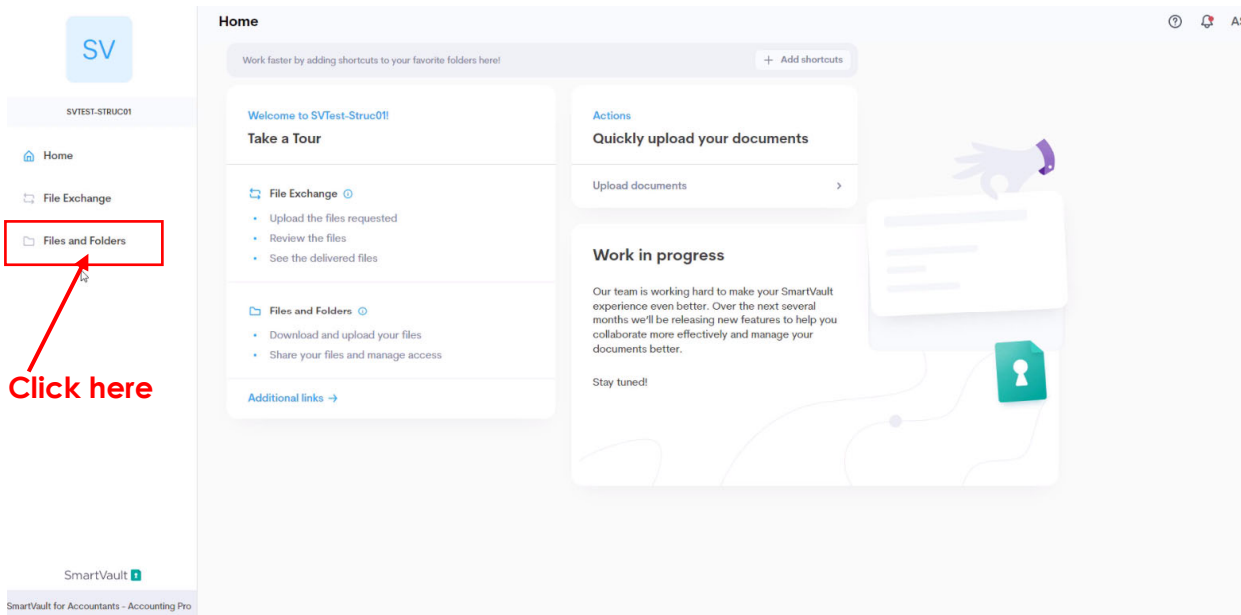 SV
SVTEST-STRUC01
Home
File Exchange
Files and Folders
Click here
SmartVault
SmartVault for Accountants - Accounting Pro
Home
Work faster by adding shortcuts to your favorite folders here!
+ Add shortcuts
Welcome to SVTest-Struc01!
Take a Tour
File Exchange
• Upload the files requested
• Review the files
• See the delivered files
Files and Folders
• Download and upload your files
• Share your files and manage access
Additional links →
Actions
Quickly upload your documents
Upload documents >
Work in progress
Our team is working hard to make your SmartVault
experience even better. Over the next several
months we'll be releasing new features to help you
collaborate more effectively and manage your
documents better.
Stay tuned!